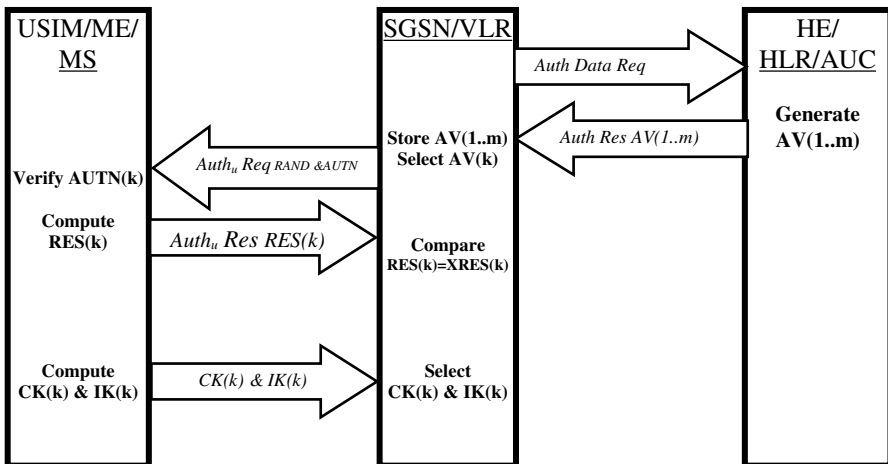 USIM/ME/
MS
SGSN/VLR
HE/
HLR/AUC
Auth Data Req
Generate
AV(1..m)
Auth Res AV(1..m)
Store AV(1..m)
Select AV(k)
Authᵤ Req RAND &AUTN
Verify AUTN(k)
Compute
RES(k)
Authᵤ Res RES(k)
Compare
RES(k)=XRES(k)
Compute
CK(k) & IK(k)
CK(k) & IK(k)
Select
CK(k) & IK(k)